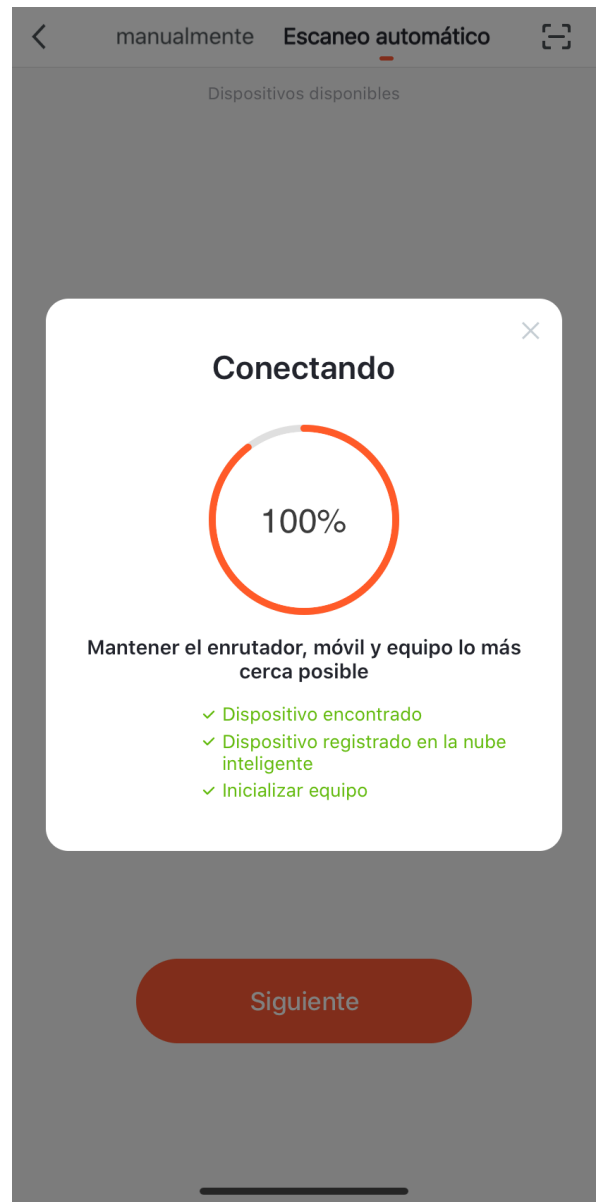 manualmente Escaneo automático
Dispositivos disponibles
Conectando
100%
Mantener el enrutador, móvil y equipo lo más
cerca posible
Dispositivo encontrado
Dispositivo registrado en la nube
inteligente
Inicializar equipo
Siguiente